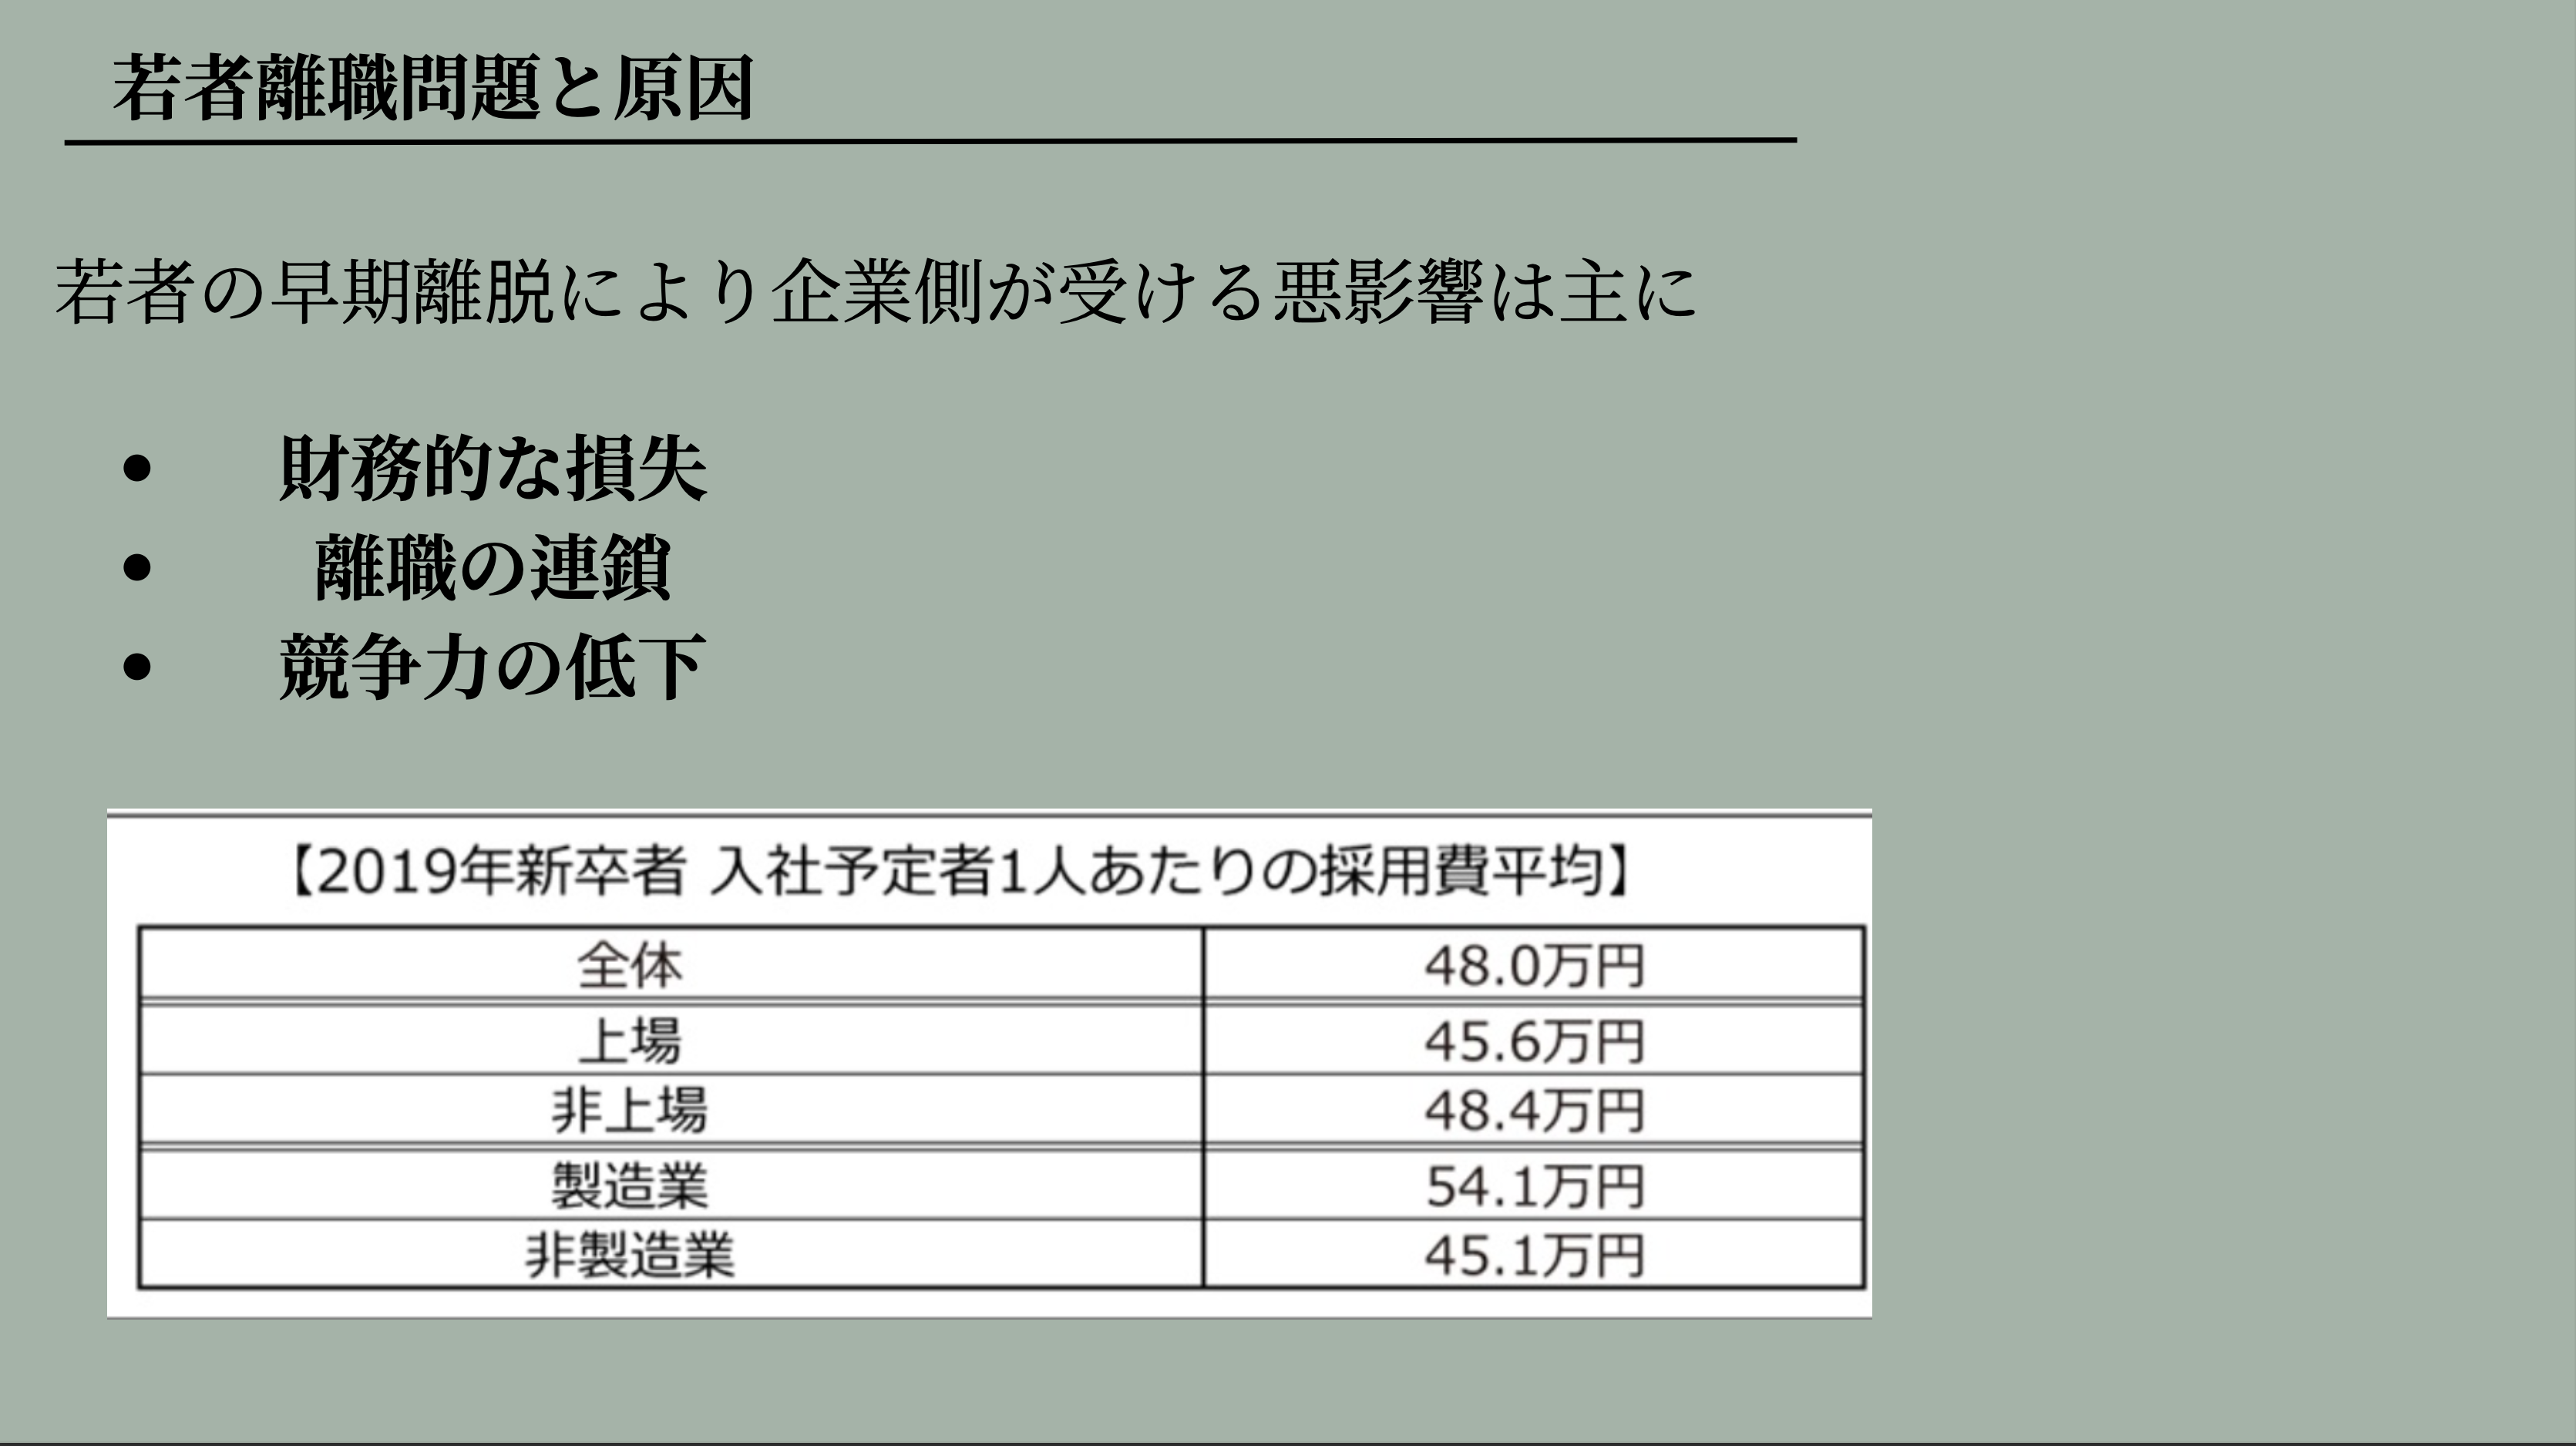 若者離職問題と原因
若者の早期離脱により企業側が受ける悪影響は主に
• 財務的な損失
• 離職の連鎖
• 競争力の低下
【2019年新卒者 入社予定者1人あたりの採用費平均】
全体 48.0万円
上場 45.6万円
非上場 48.4万円
製造業 54.1万円
非製造業 45.1万円